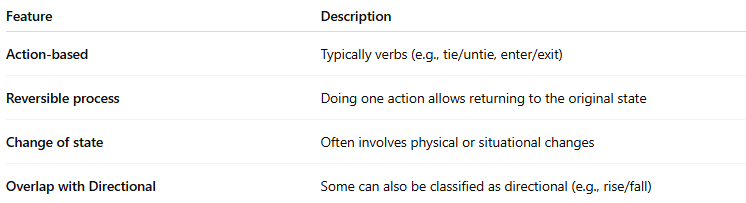 Feature Description
Action-based Typically verbs (e.g., tie/untie, enter/exit)
Reversible process Doing one action allows returning to the original state
Change of state Often involves physical or situational changes
Overlap with Directional Some can also be classified as directional (e.g., rise/fall)